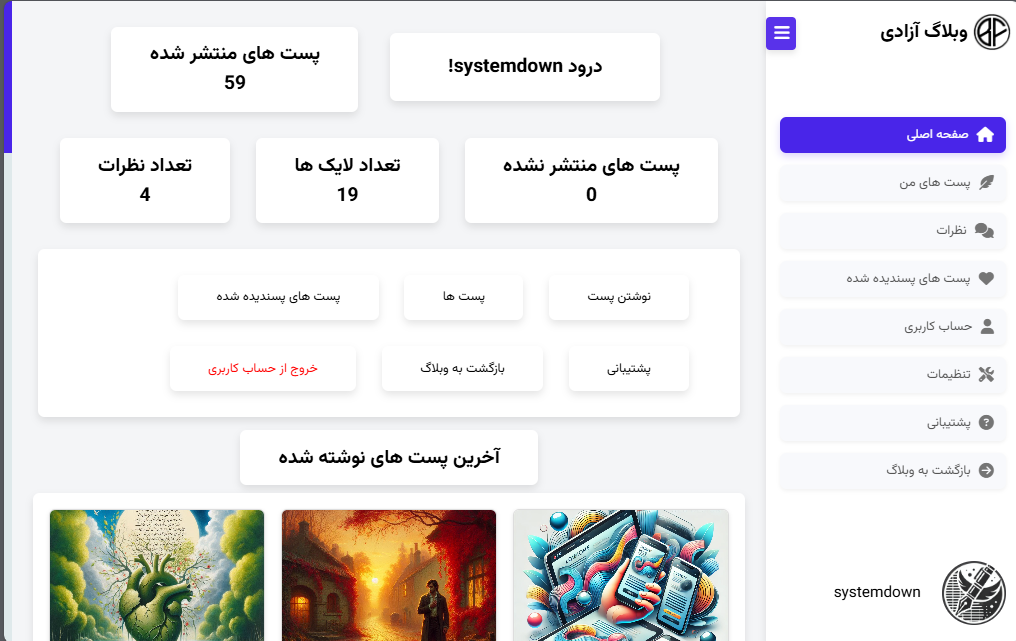 وبلاگ آزادی
صفحه اصلی
پست های من
نظرات
پست های پسندیده شده
حساب کاربری
تنظیمات
پشتیبانی
بازگشت به وبلاگ
systemdown
درود systemdown!
پست های منتشر شده
59
پست های منتشر نشده
0
تعداد لایک ها
19
تعداد نظرات
4
نوشتن پست
پست ها
پست های پسندیده شده
پشتیبانی
بازگشت به وبلاگ
خروج از حساب کاربری
آخرین پست های نوشته شده